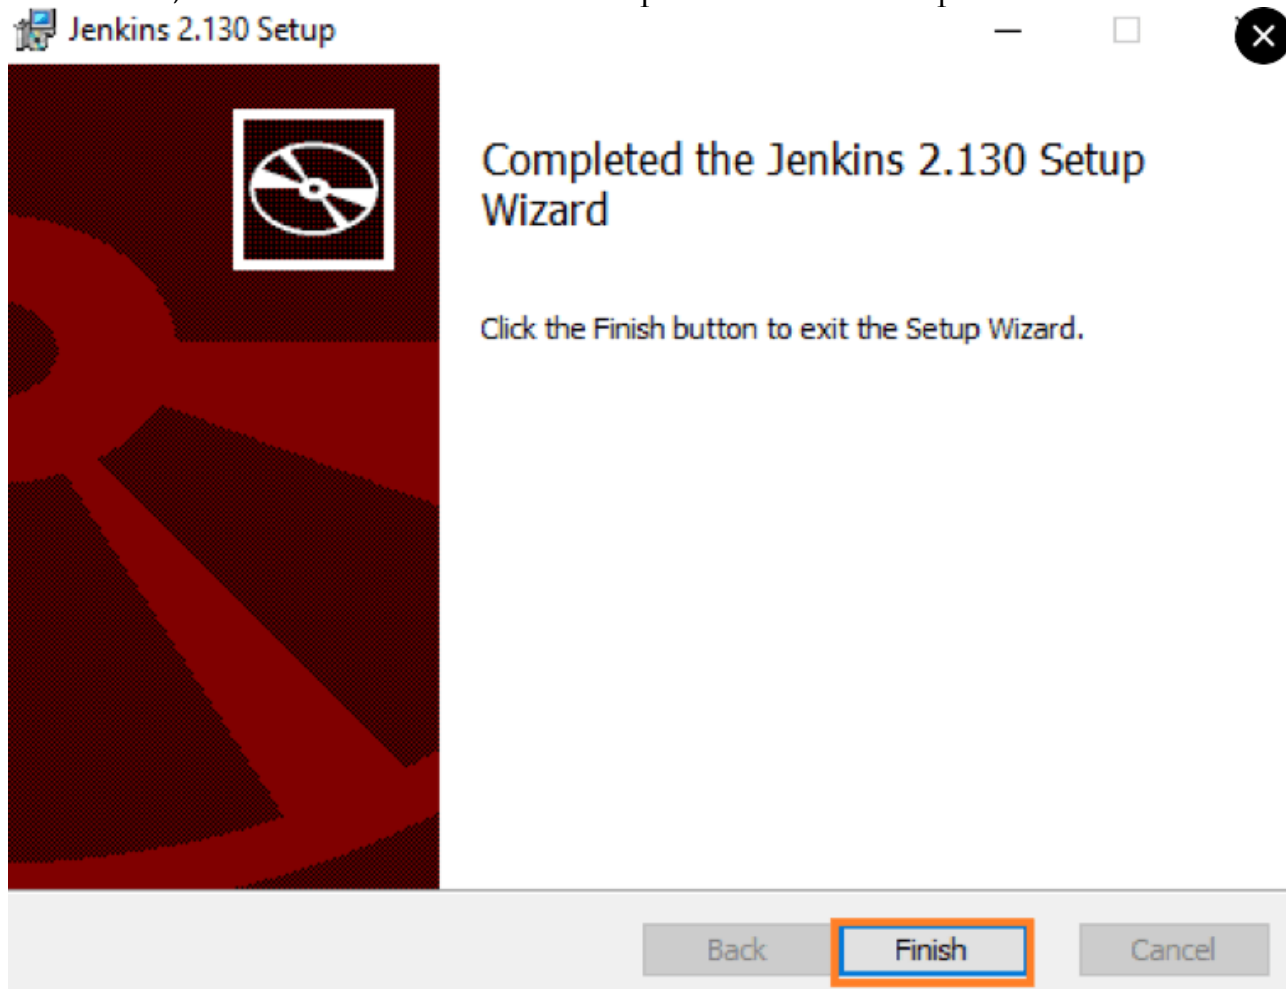 Jenkins 2.130 Setup
Completed the Jenkins 2.130 Setup
Wizard
Click the Finish button to exit the Setup Wizard.
Back
Finish
Cancel